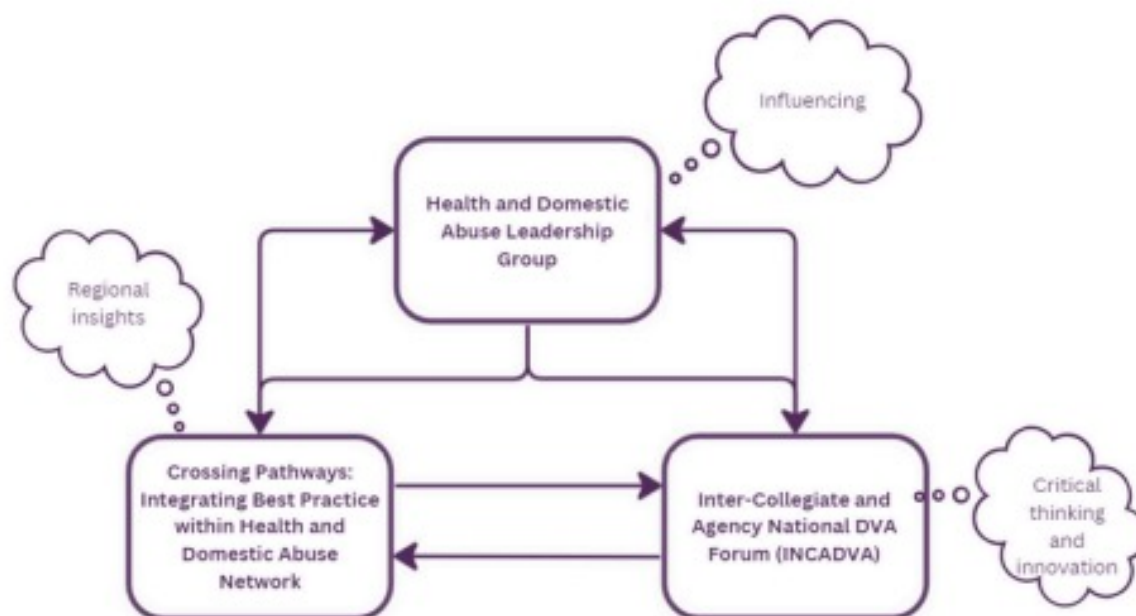 Influencing
Health and Domestic
Abuse Leadership
Group
Regional
insights
Crossing Pathways:
Integrating Best Practice
within Health and
Domestic Abuse
Network
Inter-Collegiate and
Agency National DVA
Forum (INCADVA)
Critical
thinking
and
innovation